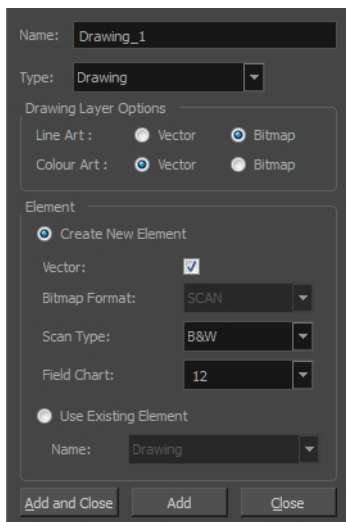 Name: Drawing_1
Type: Drawing
Drawing Layer Options
Line Art : Vector Bitmap
Colour Art : Vector Bitmap
Element
Create New Element
Vector:
Bitmap Format: SCAN
Scan Type: B&W
Field Chart: 12
Use Existing Element
Name: Drawing
Add and Close Add Close